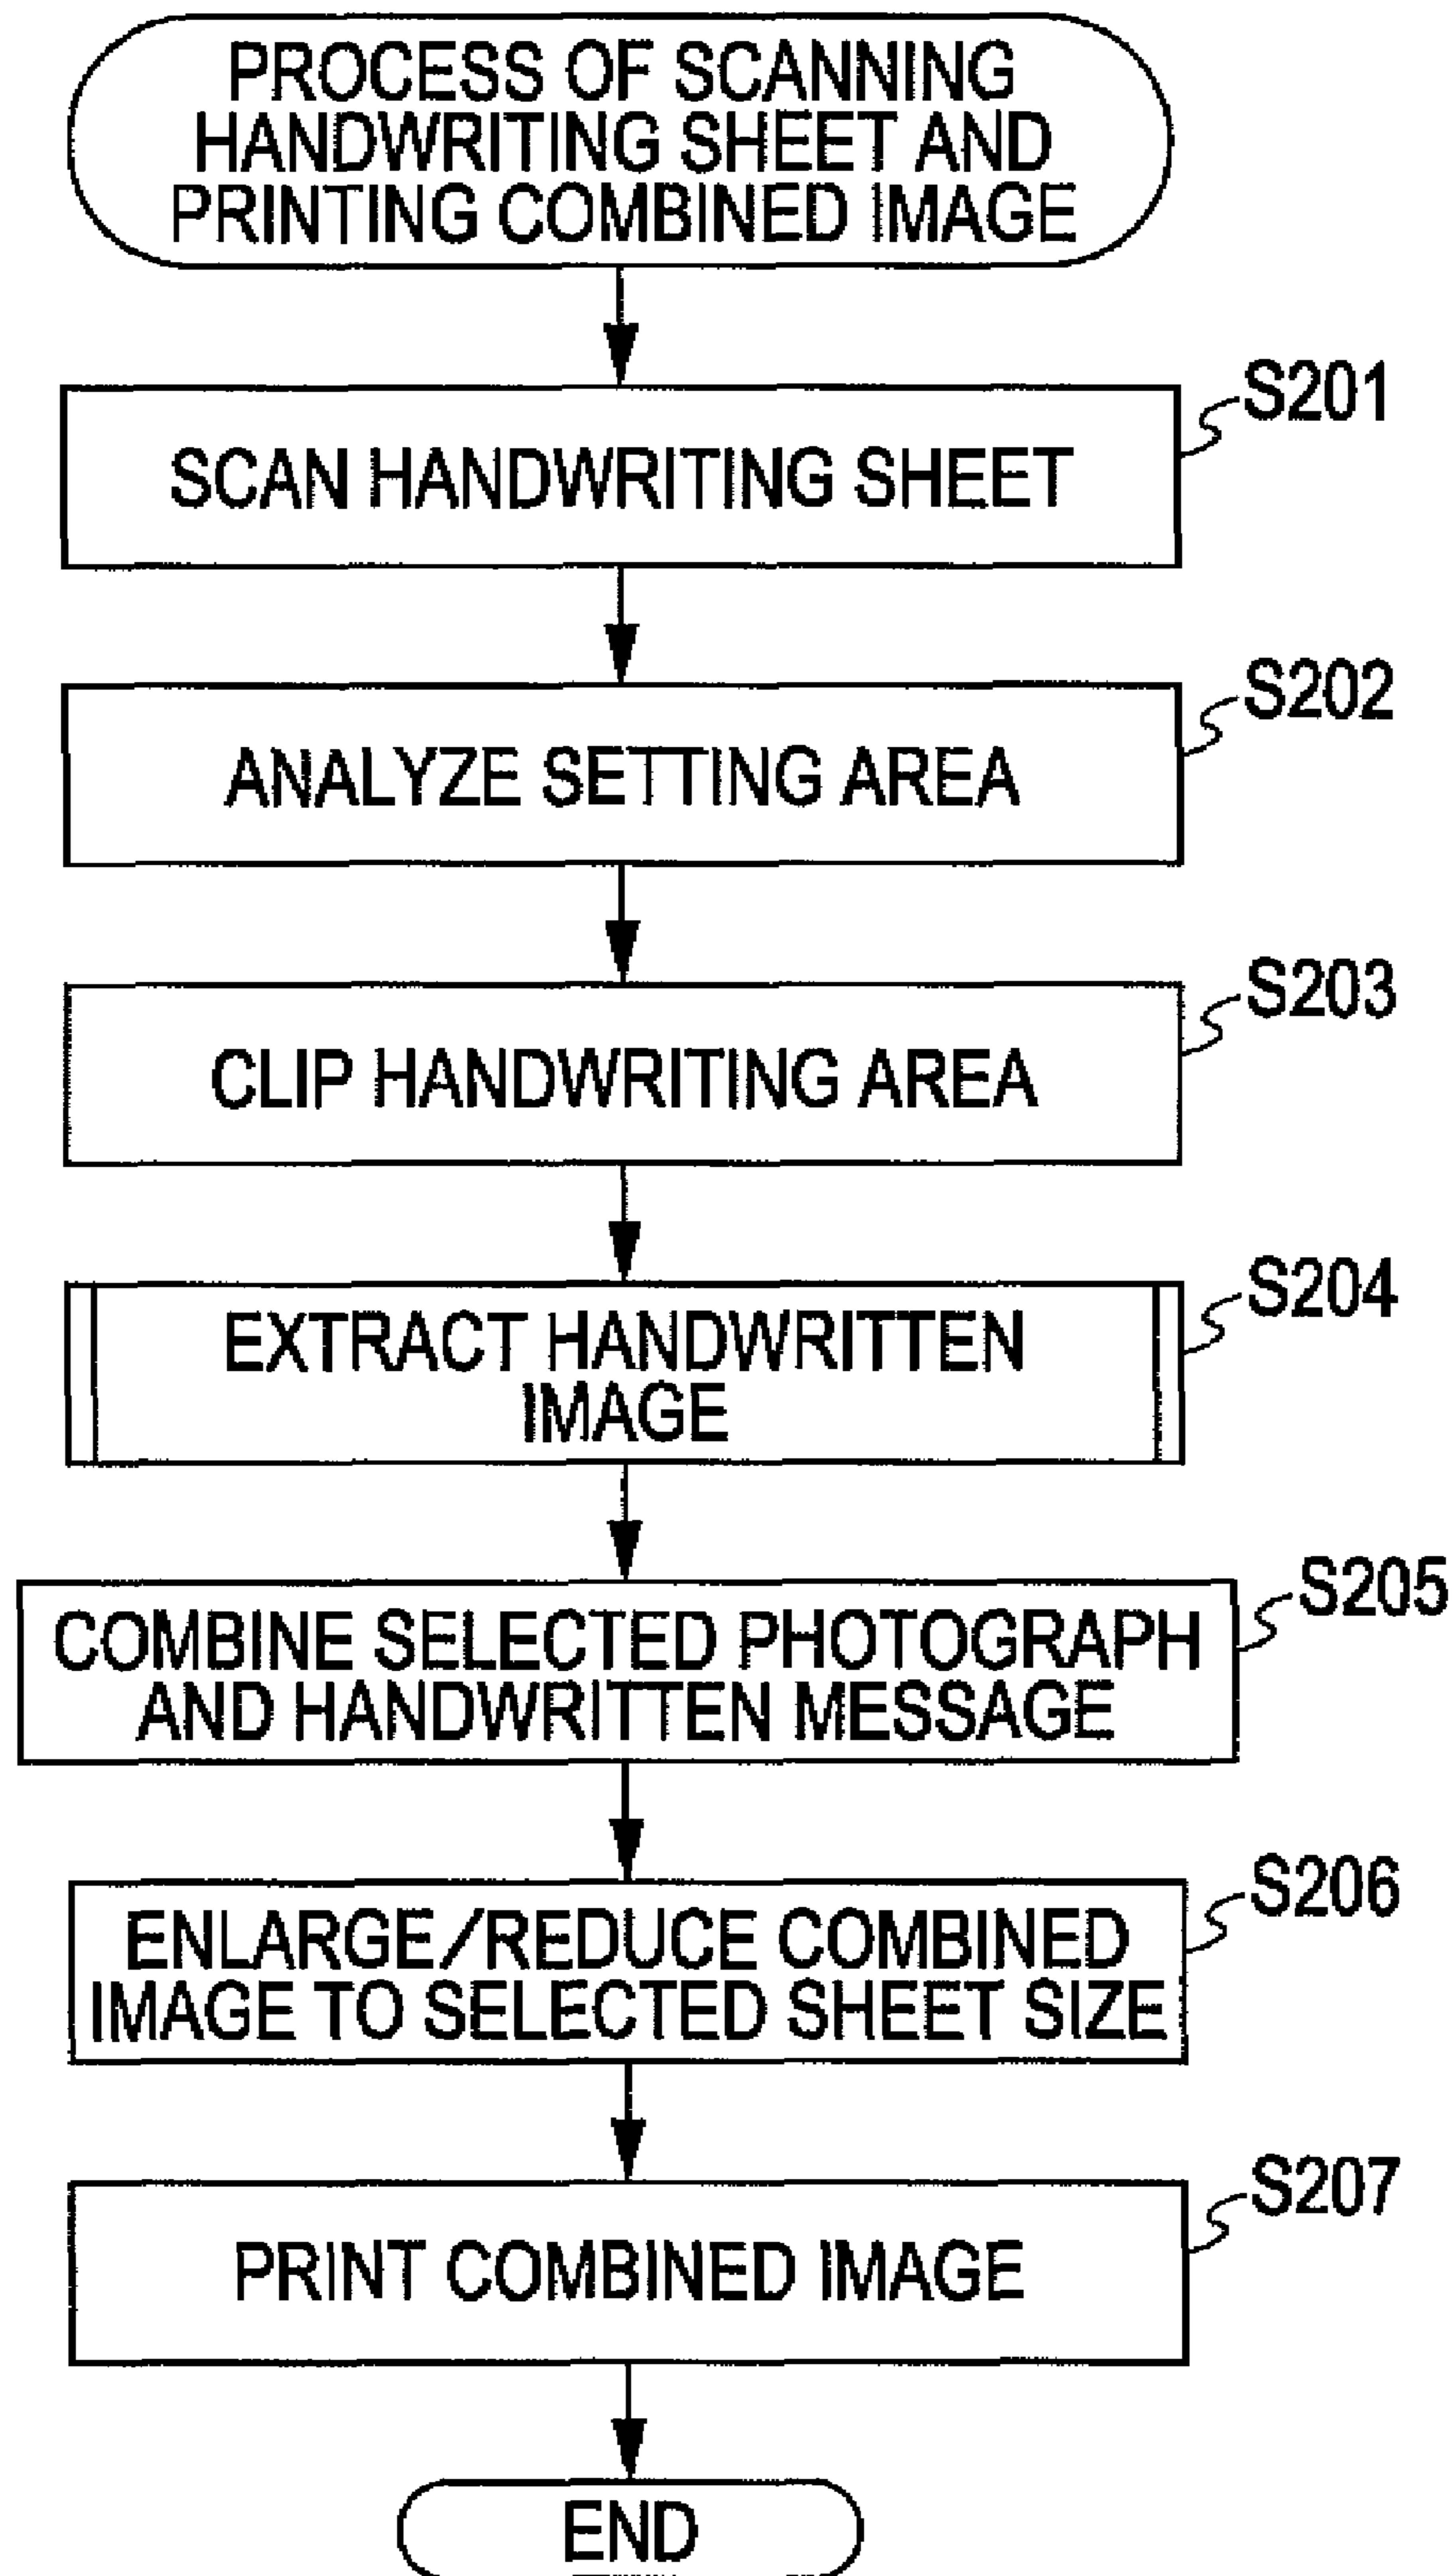 PROCESS OF SCANNING
HANDWRITING SHEET AND
PRINTING COMBINED IMAGE
S201
SCAN HANDWRITING SHEET
S202
ANALYZE SETTING AREA
S203
CLIP HANDWRITING AREA
S204
EXTRACT HANDWRITTEN
IMAGE
S205
COMBINE SELECTED PHOTOGRAPH
AND HANDWRITTEN MESSAGE
S206
ENLARGE/REDUCE COMBINED
IMAGE TO SELECTED SHEET SIZE
S207
PRINT COMBINED IMAGE
END